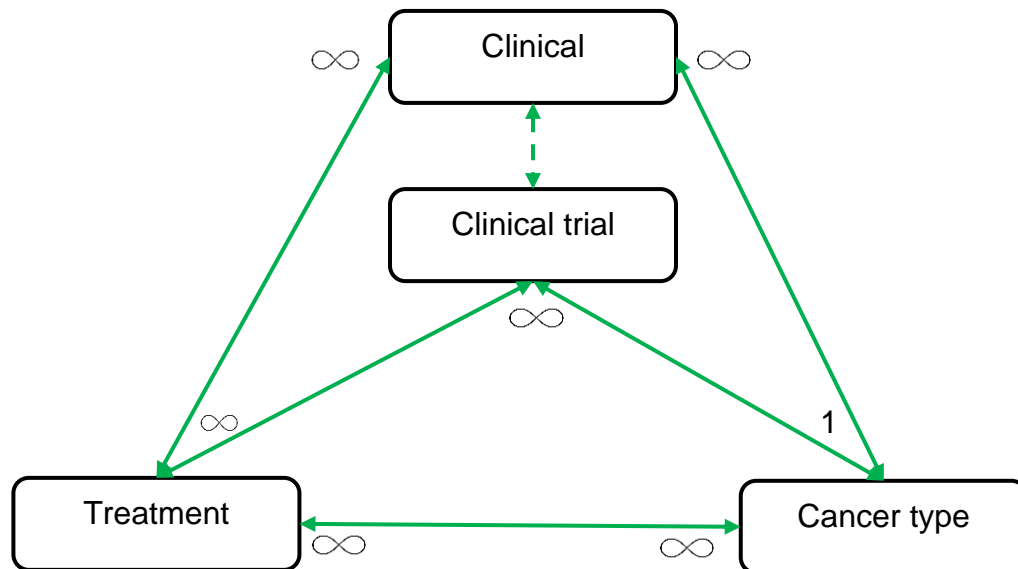 Clinical
∞ ∞
Clinical trial
∞
∞ 1
Treatment Cancer type
∞ ∞